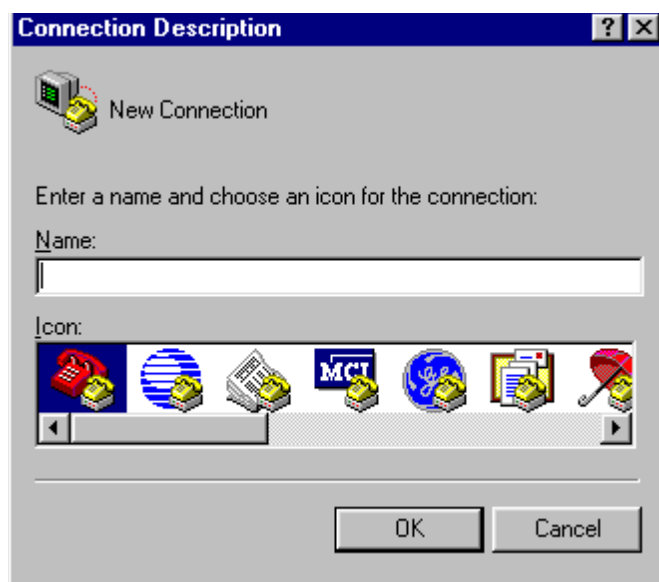 Connection Description
New Connection
Enter a name and choose an icon for the connection:
Name:
Icon:
MCI
OK Cancel